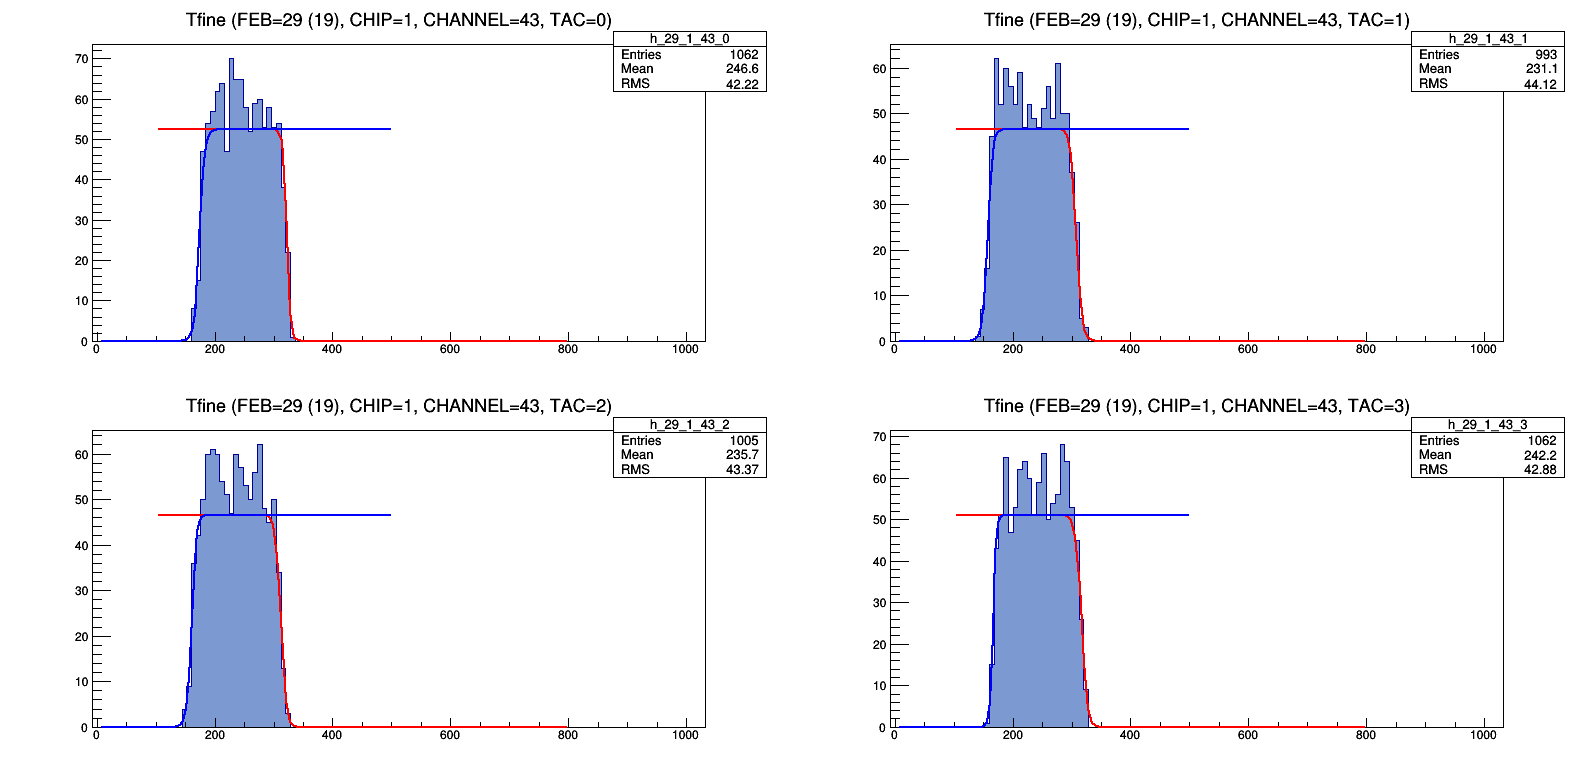 Tfine (FEB=29 (19), CHIP=1, CHANNEL=43, TAC=0)
h_29_1_43_0
Entries 1062
Mean 246.6
RMS 42.22
70
60
50
40
30
20
10
0
0 200 400 600 800 1000
Tfine (FEB=29 (19), CHIP=1, CHANNEL=43, TAC=1)
h_29_1_43_1
Entries 993
Mean 231.1
RMS 44.12
60
50
40
30
20
10
0
0 200 400 600 800 1000
Tfine (FEB=29 (19), CHIP=1, CHANNEL=43, TAC=2)
h_29_1_43_2
Entries 1005
Mean 235.7
RMS 43.37
60
50
40
30
20
10
0
0 200 400 600 800 1000
Tfine (FEB=29 (19), CHIP=1, CHANNEL=43, TAC=3)
h_29_1_43_3
Entries 1062
Mean 242.2
RMS 42.88
70
60
50
40
30
20
10
0
0 200 400 600 800 1000